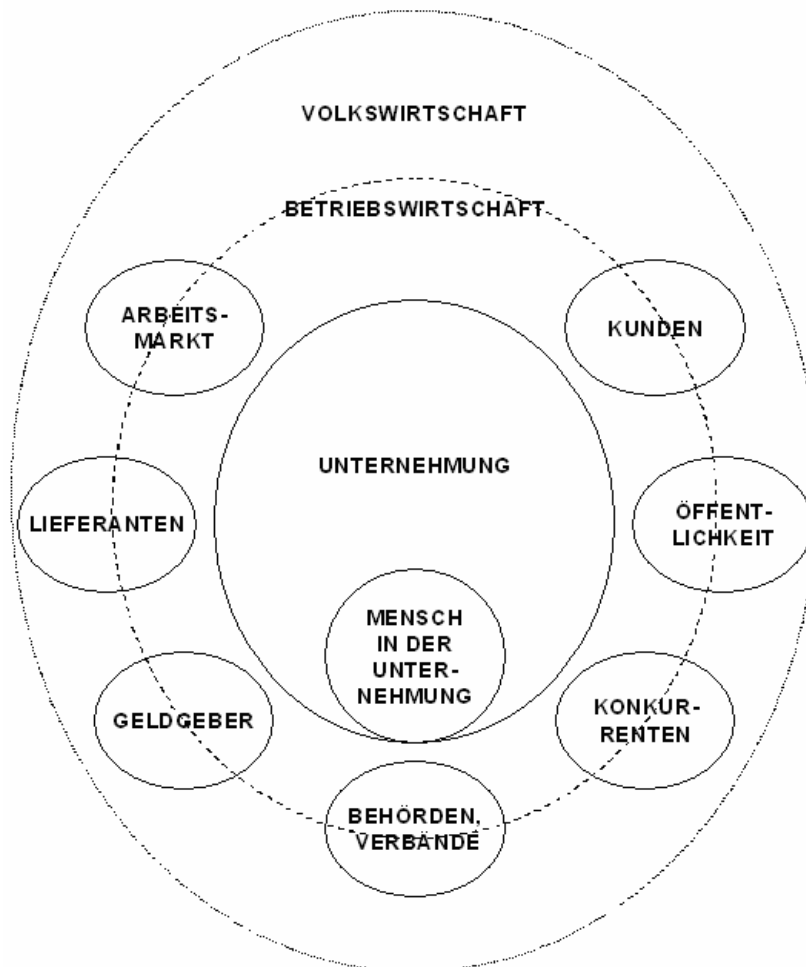 VOLKSWIRTSCHAFT
BETRIEBSWIRTSCHAFT
ARBEITS-
MARKT
KUNDEN
UNTERNEHMUNG
LIEFERANTEN
ÖFFENT-
LICHKEIT
MENSCH
IN DER
UNTER-
NEHMUNG
GELDGEBER
KONKUR-
RENTEN
BEHÖRDEN,
VERBÄNDE